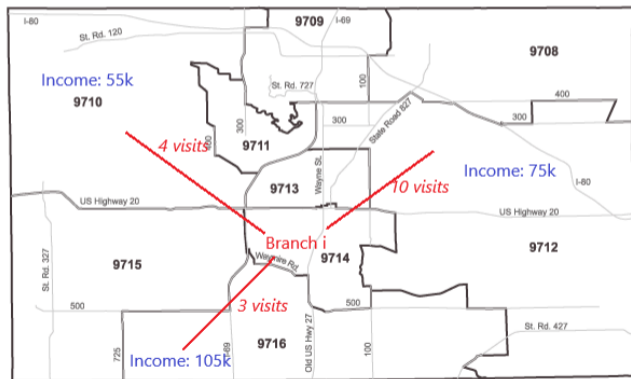 I-80
9709
I-69
St. Rd. 120
9708
Income: 55k
St. Rd. 727
100
9710
400
300
300
300
State Road 827
4 visits
9711
Wayne St.
9713
10 visits
Income: 75k
I-80
US Highway 20
US Highway 20
Branch i
9712
St. Rd. 327
9715
Waymire Rd.
9714
500
3 visits
500
St. Rd. 427
725
I-69
9716
Old US Hwy 27
100
Income: 105k